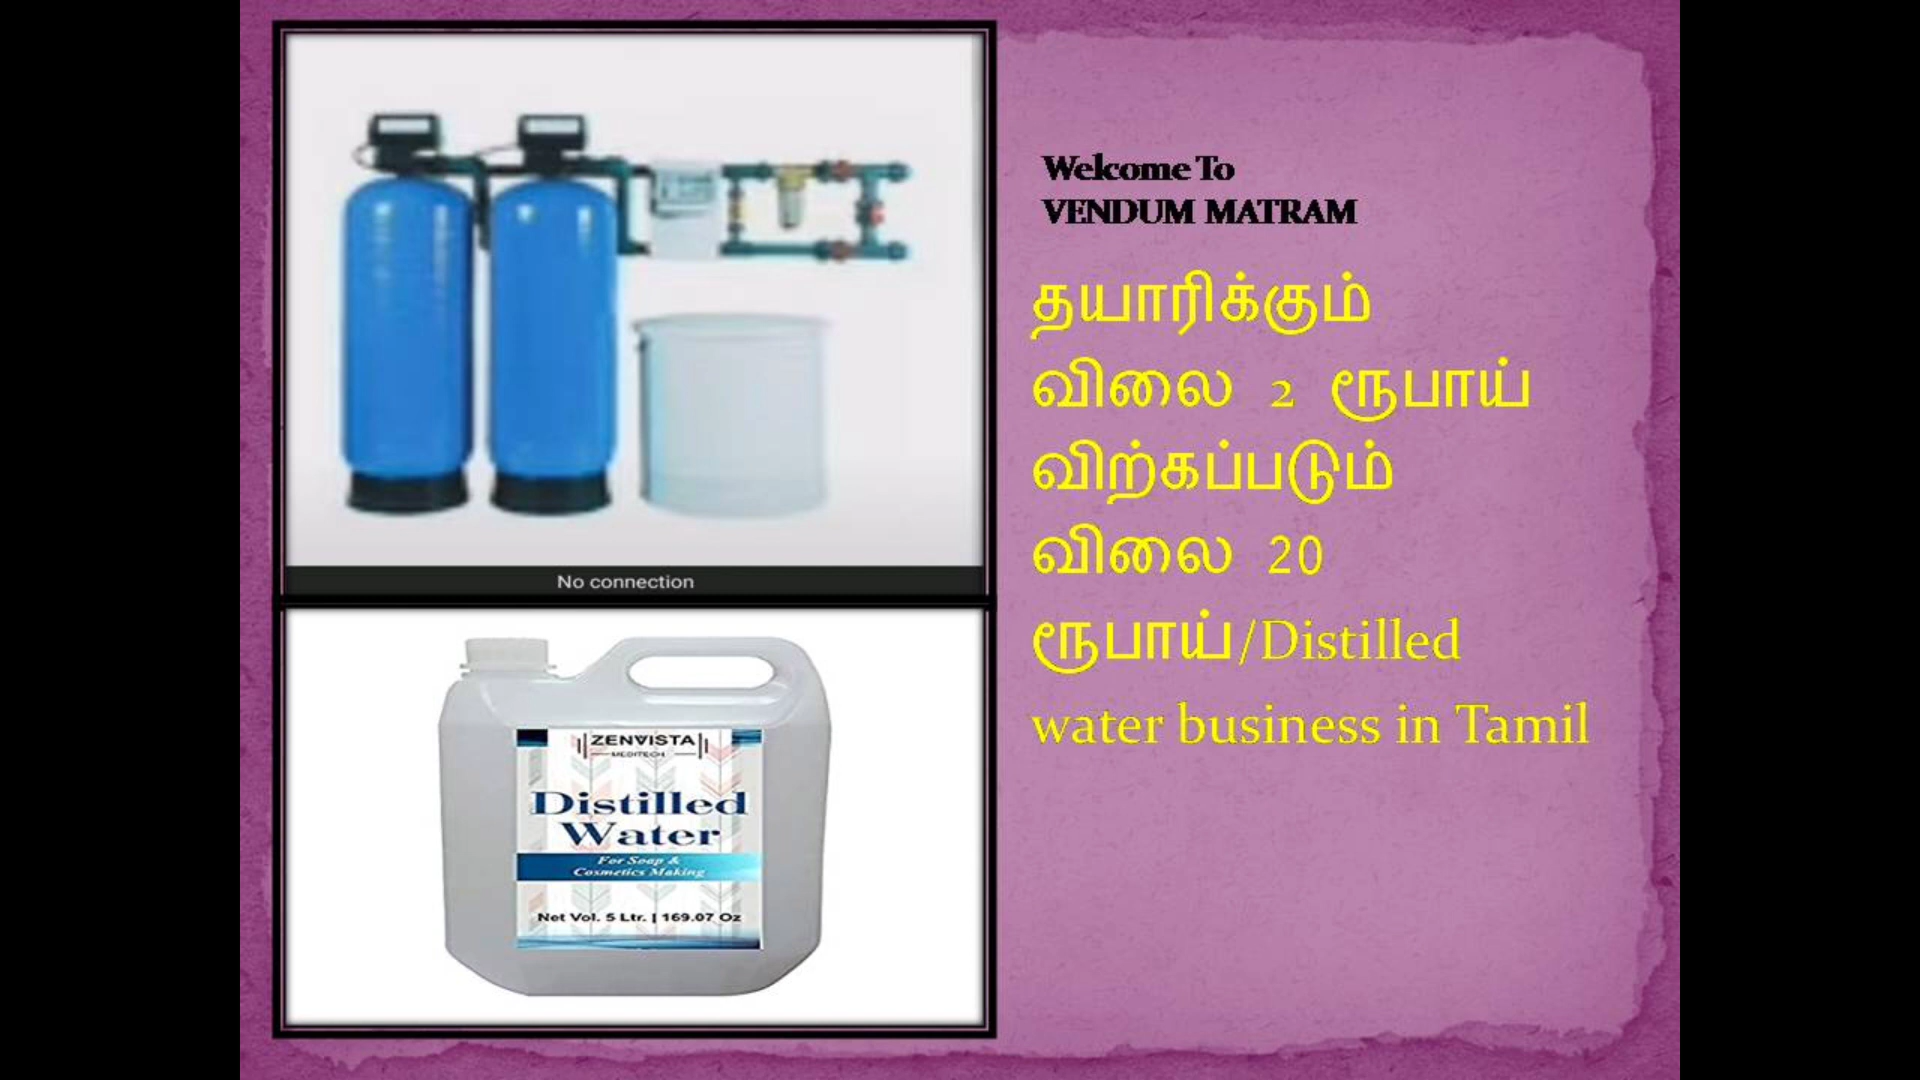 Welcome To
VENDUM MATRAM
தயாரிக்கும்
விலை 2 ரூபாய்
விற்கப்படும்
விலை 20
ரூபாய்/Distilled
water business in Tamil
No connection
ZENVISTA
MEDITECH
Distilled
Water
For Soap &
Cosmetics Making
Net Vol. 5 Ltr. | 169.07 Oz